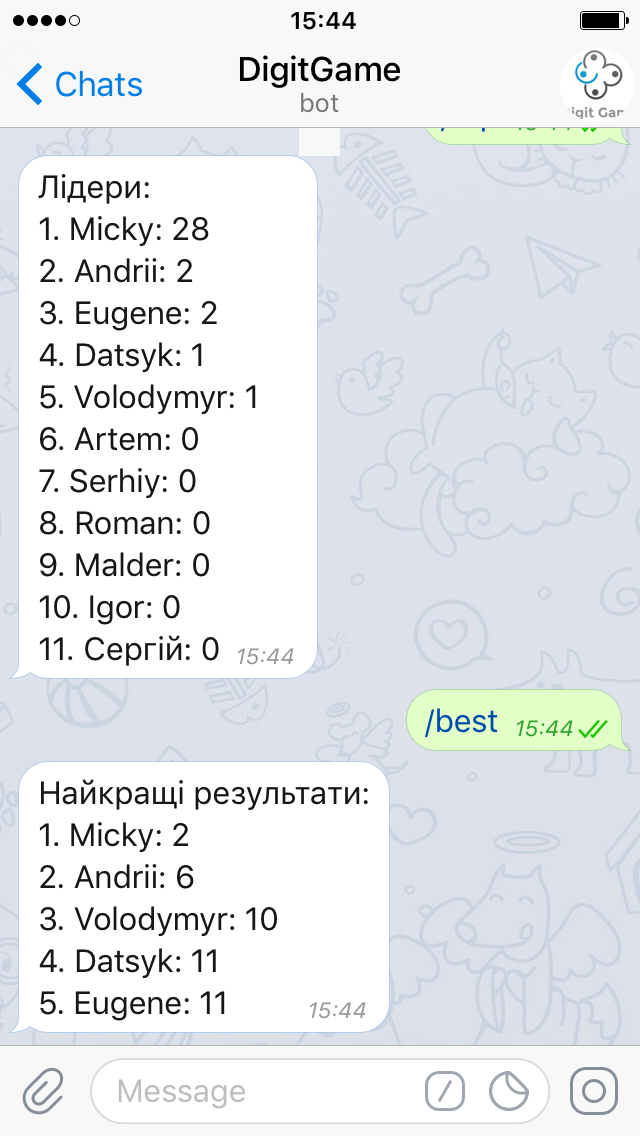 15:44
Chats
DigitGame
bot
Лідери:
1. Micky: 28
2. Andrii: 2
3. Eugene: 2
4. Datsyk: 1
5. Volodymyr: 1
6. Artem: 0
7. Serhiy: 0
8. Roman: 0
9. Malder: 0
10. Igor: 0
11. Сергій: 0 15:44
/best 15:44
Найкращі результати:
1. Micky: 2
2. Andrii: 6
3. Volodymyr: 10
4. Datsyk: 11
5. Eugene: 11 15:44
Message